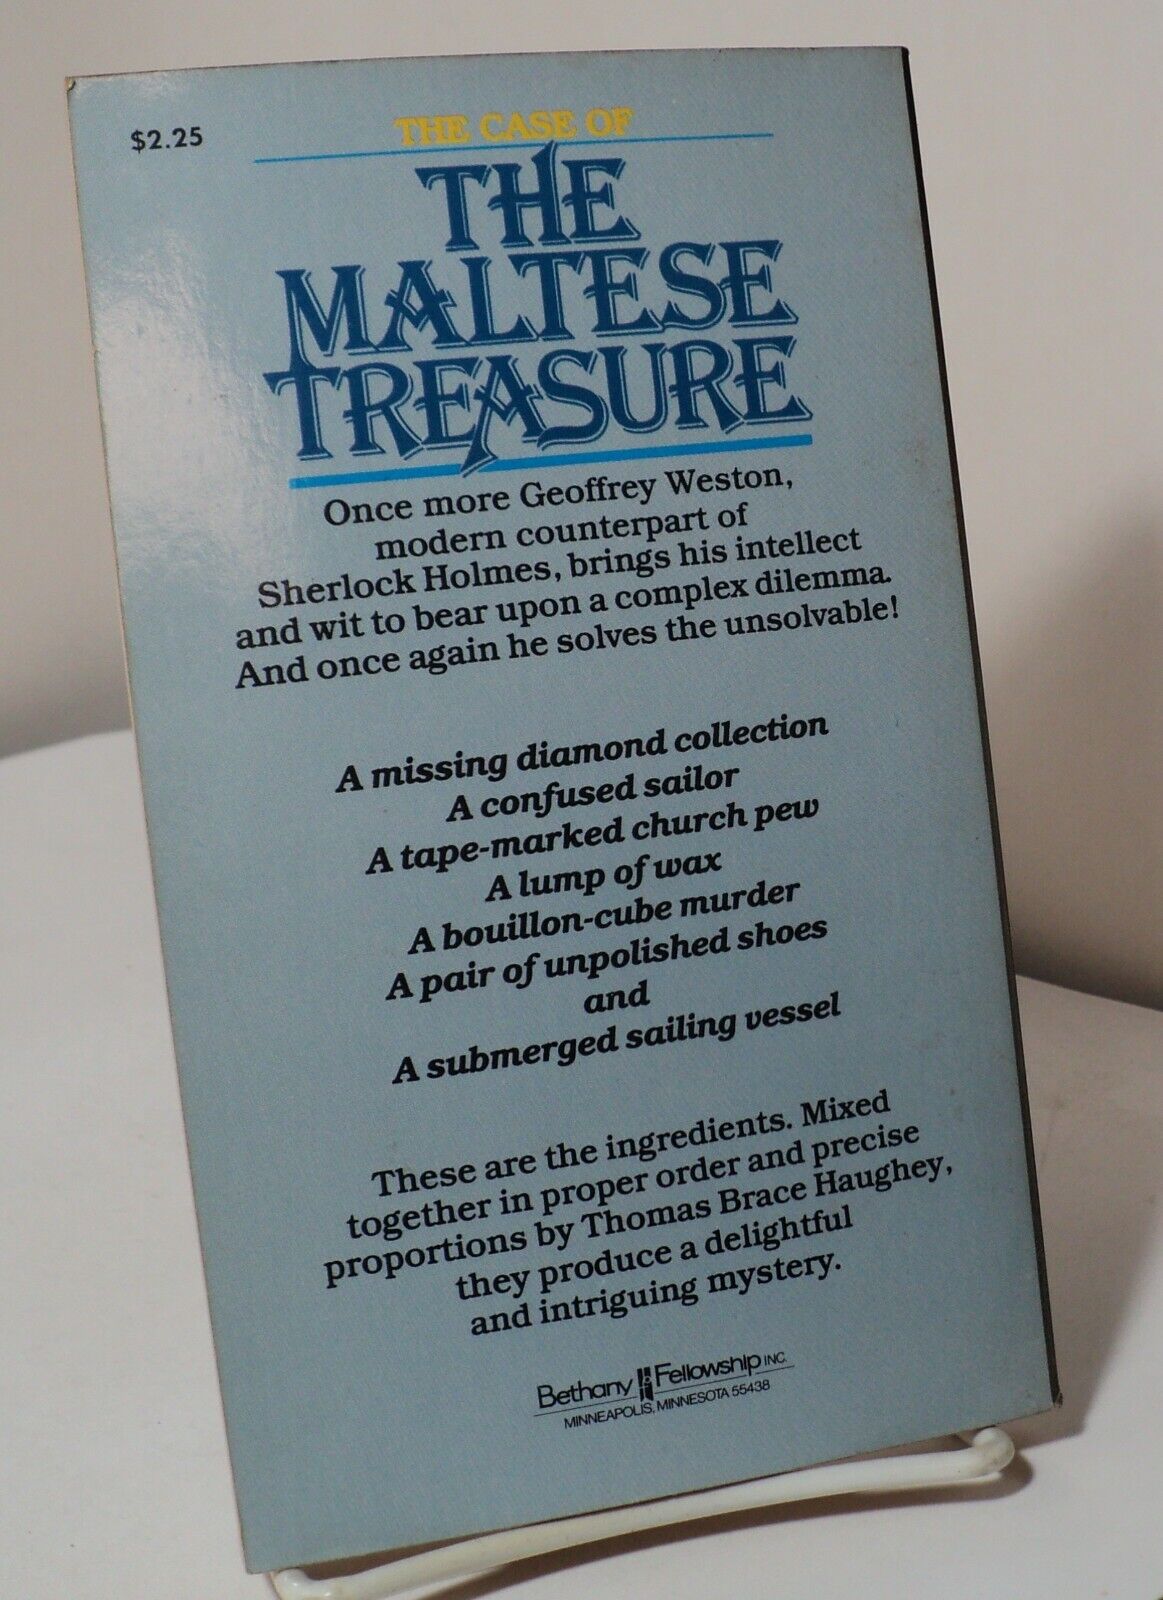 $2.25
THE CASE OF
THE
MALTESE
TREASURE
Once more Geoffrey Weston,
modern counterpart of
Sherlock Holmes, brings his intellect
and wit to bear upon a complex dilemma.
And once again he solves the unsolvable!
A missing diamond collection
A confused sailor
A tape-marked church pew
A lump of wax
A bouillon-cube murder
A pair of unpolished shoes
and
A submerged sailing vessel
These are the ingredients. Mixed
together in proper order and precise
proportions by Thomas Brace Haughey,
they produce a delightful
and intriguing mystery.
Bethany Fellowship INC.
MINNEAPOLIS, MINNESOTA 55438